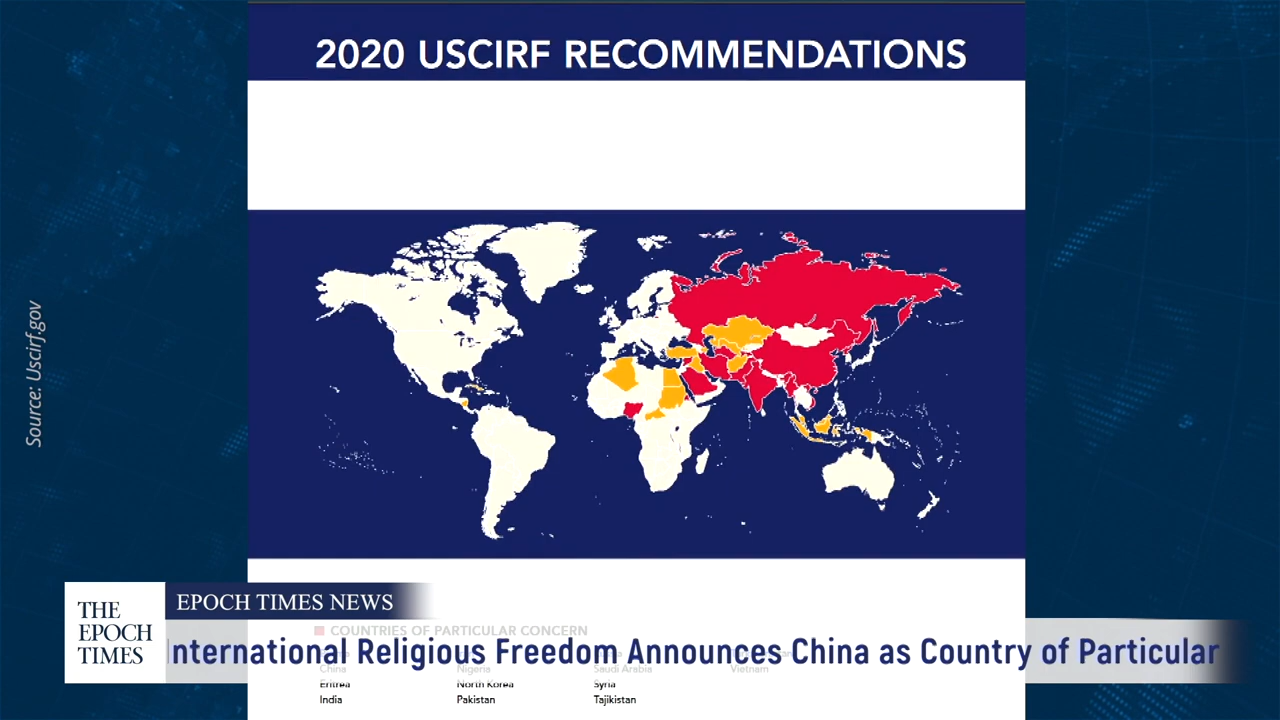 2020 USCIRF RECOMMENDATIONS
Source: Uscirf.gov
THE
EPOCH
TIMES
EPOCH TIMES NEWS
COUNTRIES OF PARTICULAR CONCERN
International Religious Freedom Announces China as Country of Particular
China Nigeria Saudi Arabia Vietnam
Eritrea North Korea Syria
India Pakistan Tajikistan